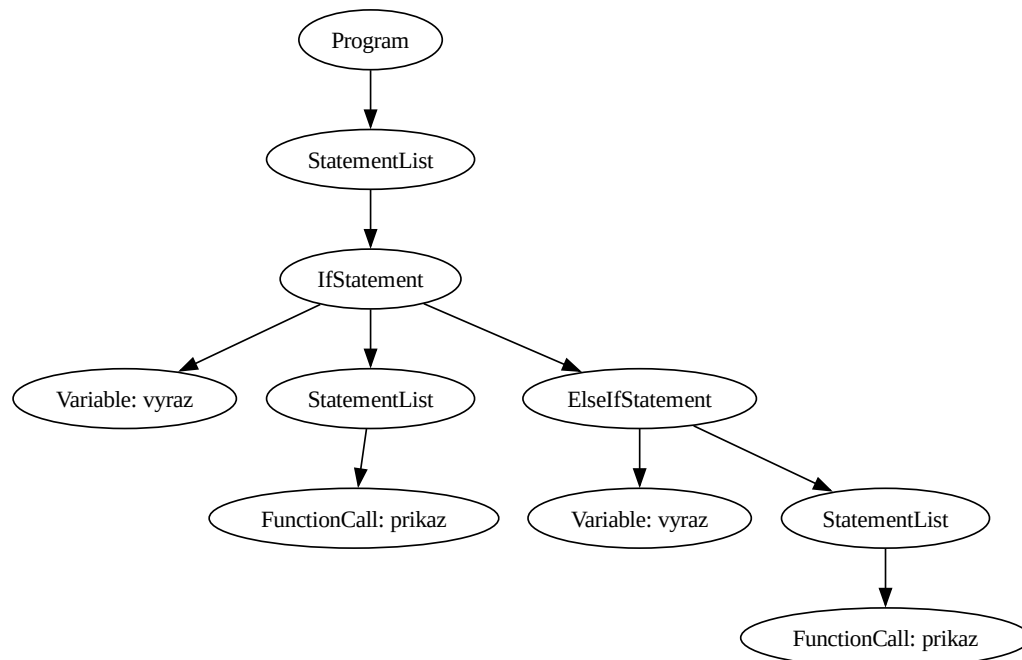 Program
StatementList
IfStatement
Variable: vyraz
StatementList
ElseIfStatement
FunctionCall: prikaz
Variable: vyraz
StatementList
FunctionCall: prikaz